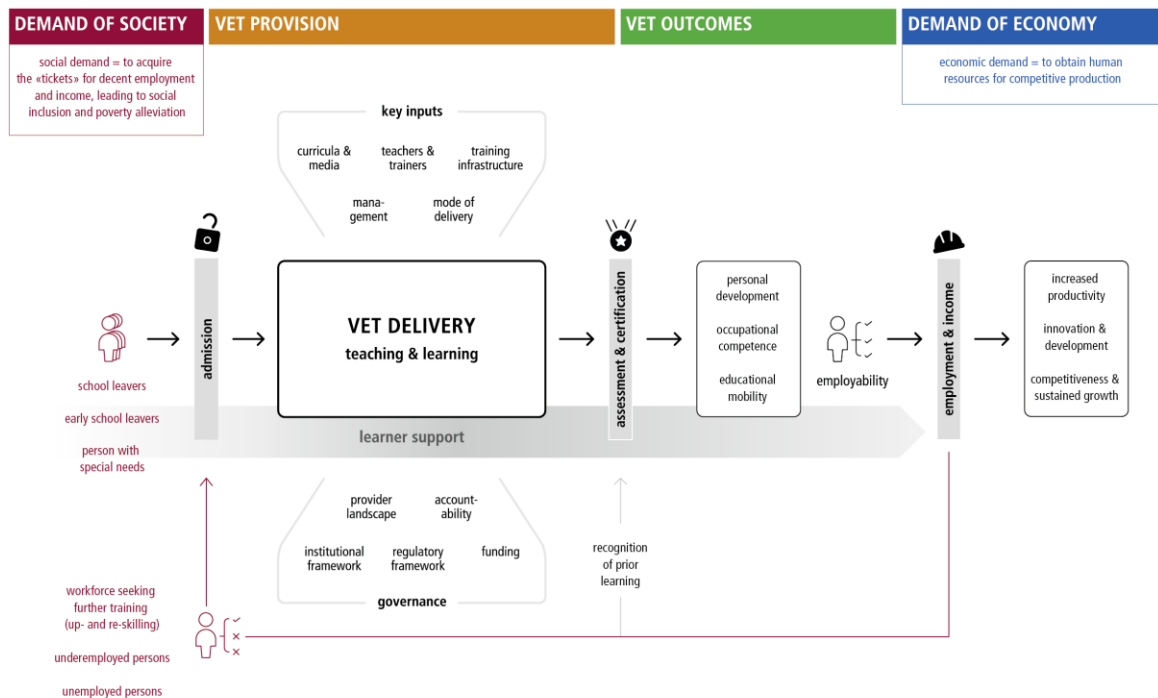 DEMAND OF SOCIETY
VET PROVISION
VET OUTCOMES
DEMAND OF ECONOMY
social demand = to acquire
the «tickets» for decent employment
and income, leading to social
inclusion and poverty alleviation
economic demand = to obtain human
resources for competitive production
key inputs
curricula &
media
teachers &
trainers
training
infrastructure
mana-
gement
mode of
delivery
school leavers
early school leavers
person with
special needs
admission
VET DELIVERY
teaching & learning
learner support
assessment & certification
personal
development
occupational
competence
educational
mobility
employability
employment & income
increased
productivity
innovation &
development
competitiveness &
sustained growth
provider
landscape
account-
ability
institutional
framework
regulatory
framework
funding
governance
recognition
of prior
learning
workforce seeking
further training
(up- and re-skilling)
underemployed persons
unemployed persons